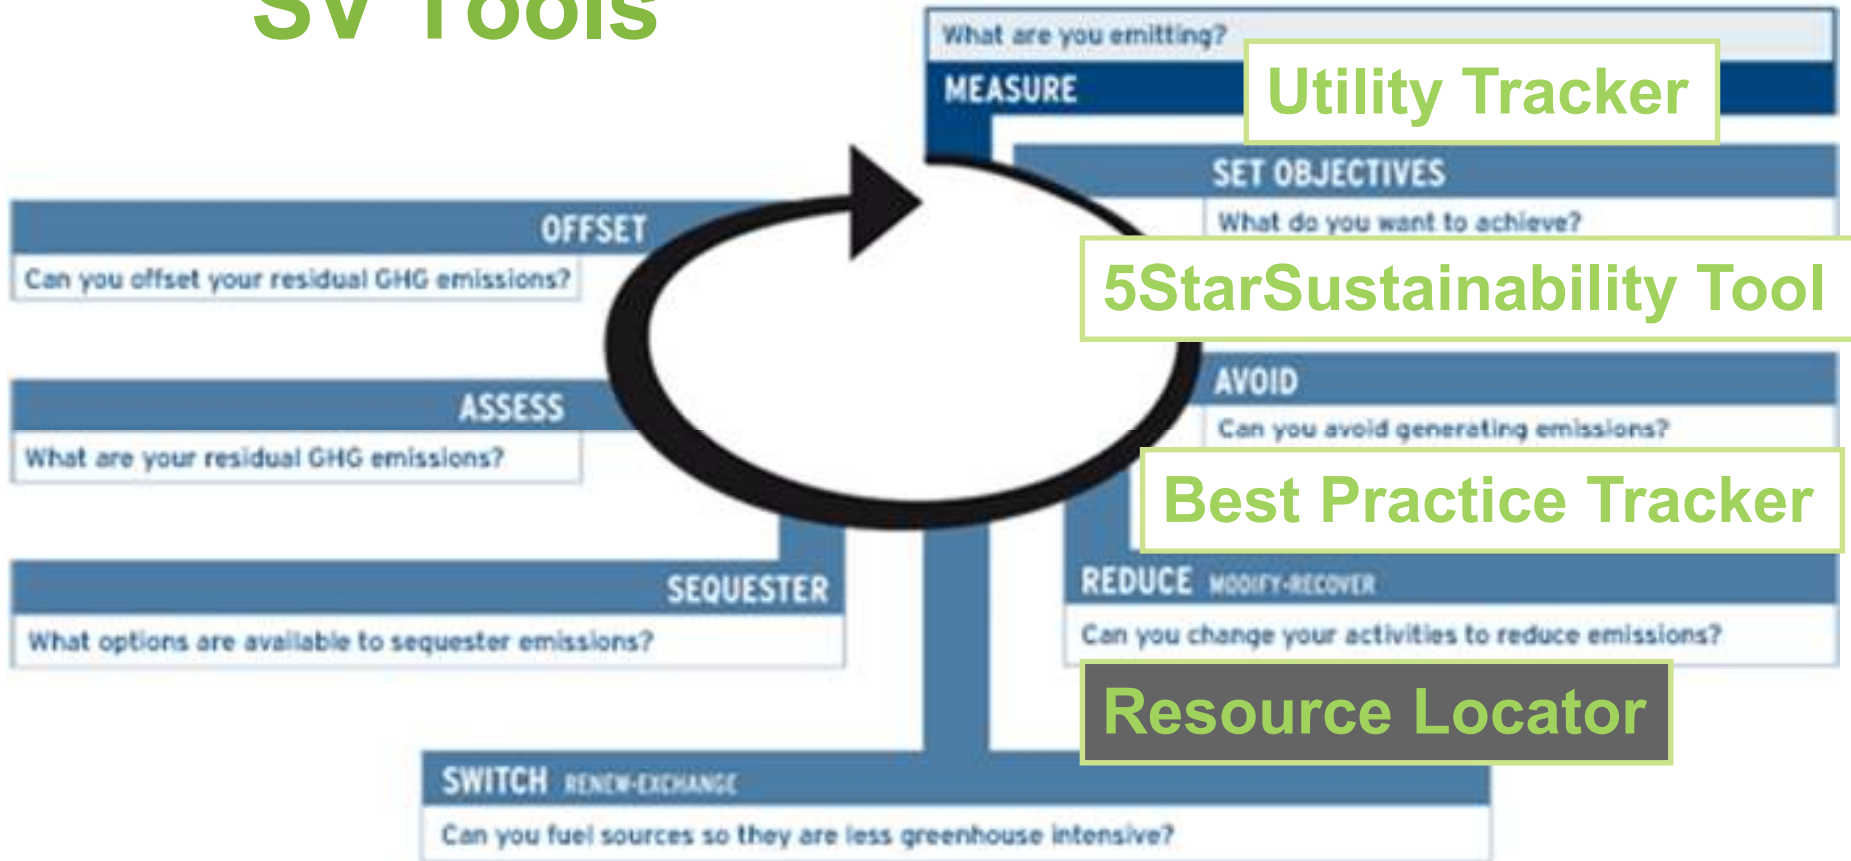 SV Tools
What are you emitting?
MEASURE
Utility Tracker
SET OBJECTIVES
What do you want to achieve?
5StarSustainability Tool
AVOID
Can you avoid generating emissions?
Best Practice Tracker
REDUCE MODIFY-RECOVER
Can you change your activities to reduce emissions?
Resource Locator
SWITCH RENEW-EXCHANGE
Can you fuel sources so they are less greenhouse intensive?
SEQUESTER
What options are available to sequester emissions?
ASSESS
What are your residual GHG emissions?
OFFSET
Can you offset your residual GHG emissions?